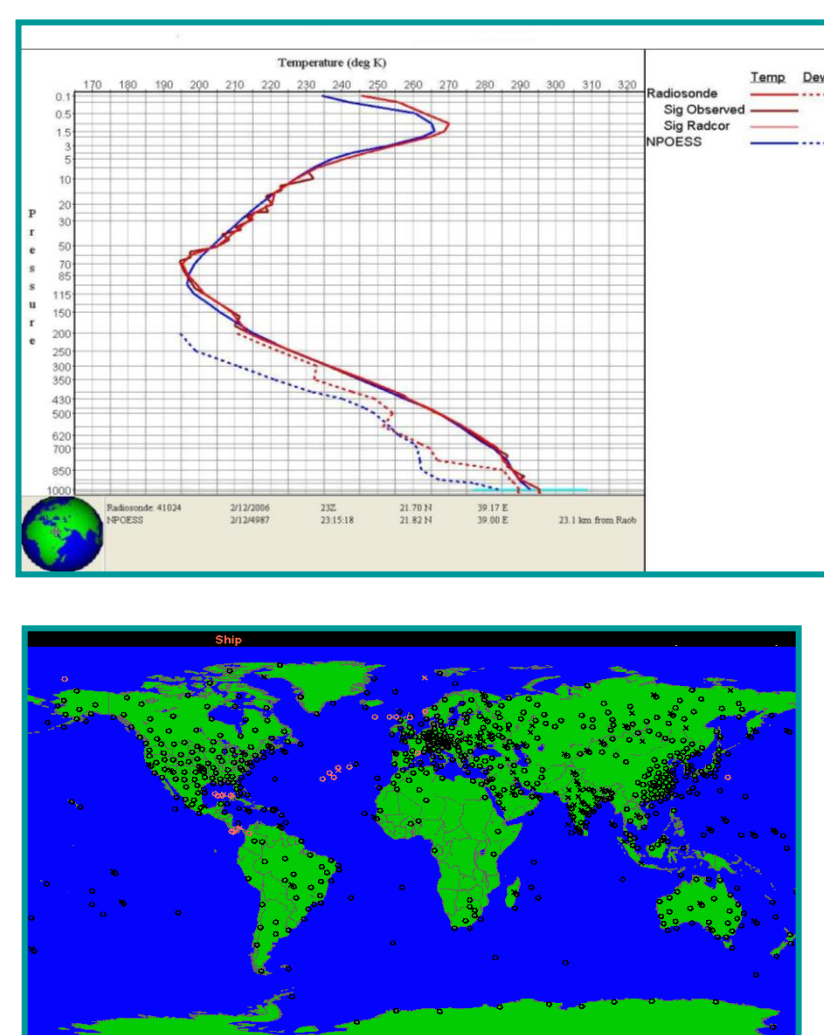 Temperature (deg K)
170 180 190 200 210 220 230 240 250 260 270 280 290 300 310 320
Temp Dew
Radiosonde
Sig Observed
Sig Radcor
NPOESS
0.1
0.5
1.5
3
5
10
20
30
50
70
85
115
150
200
250
300
350
430
500
620
700
850
1000
Pressure
Radiosonde: 41024 2/12/2006 23Z 21.70 N 39.17 E
NPOESS 2/12/4987 23:15:18 21.82 N 39.00 E 23.1 km from Raob
Ship